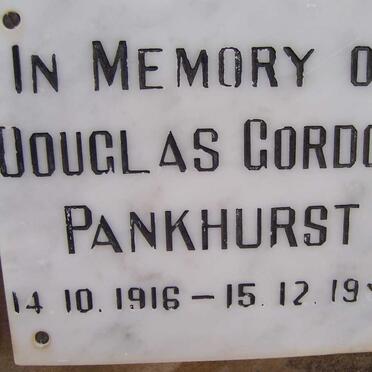 IN MEMORY O
DOUGLAS GORDO
PANKHURST
14.10.1916 – 15.12.19